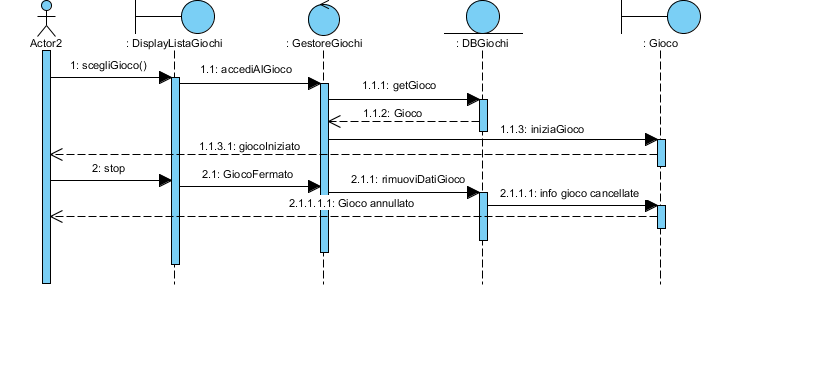 Actor2
: DisplayListaGiochi
: GestoreGiochi
: DBGiochi
: Gioco
1: scegliGioco()
1.1: accediAlGioco
1.1.1: getGioco
1.1.2: Gioco
1.1.3: iniziaGioco
1.1.3.1: giocoIniziato
2: stop
2.1: GiocoFermato
2.1.1: rimuoviDatiGioco
2.1.1.1: info gioco cancellate
2.1.1.1.1: Gioco annullato